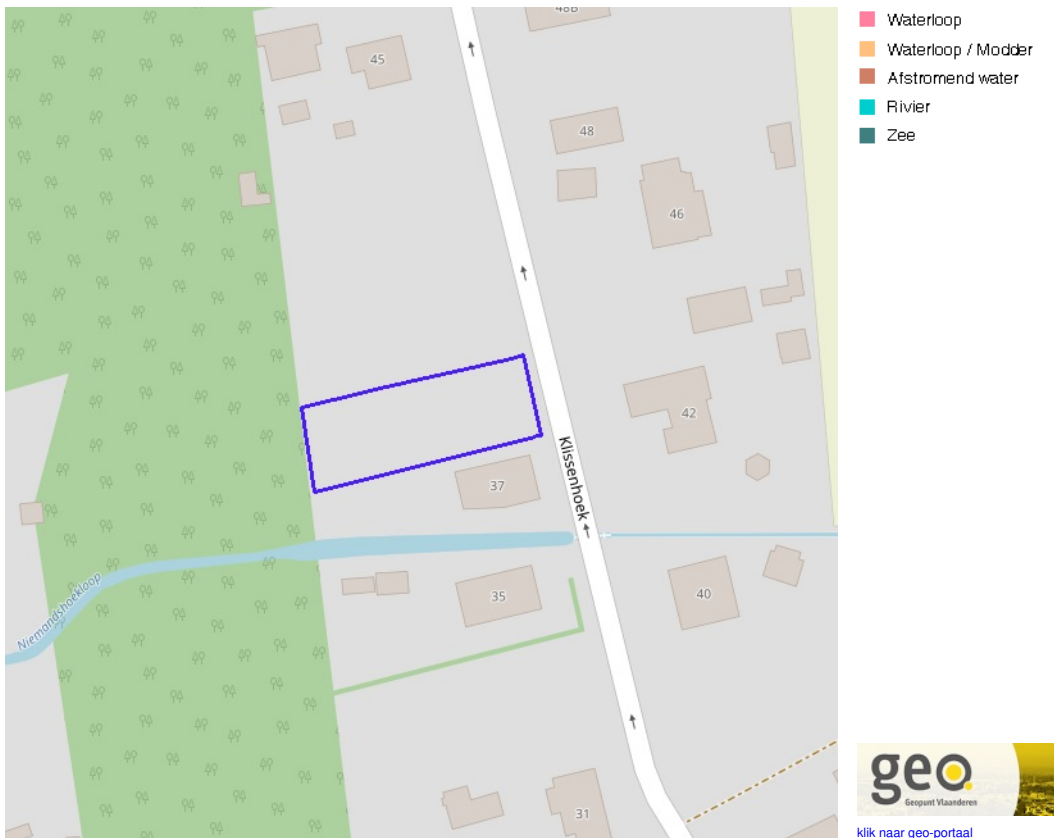 48B
45
48
46
42
37
Klissenhoek
Niemandshoekloop
35
40
31
Waterloop
Waterloop / Modder
Afstromend water
Rivier
Zee
geo.
Geopunt Vlaanderen
klik naar geo-portaal